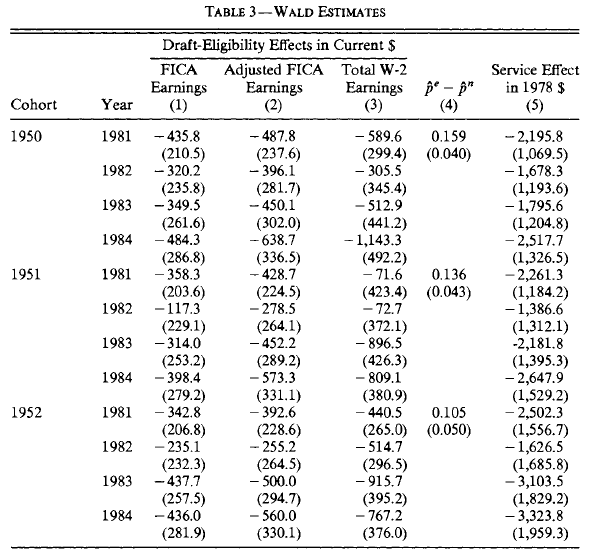 TABLE 3—WALD ESTIMATES
Draft-Eligibility Effects in Current $
FICA Adjusted FICA Total W-2 Service Effect
Earnings Earnings Earnings p̂ᵉ − p̂ⁿ in 1978 $
Cohort Year (1) (2) (3) (4) (5)
1950 1981 −435.8 −487.8 −589.6 0.159 −2,195.8
(210.5) (237.6) (299.4) (0.040) (1,069.5)
1982 −320.2 −396.1 −305.5 −1,678.3
(235.8) (281.7) (345.4) (1,193.6)
1983 −349.5 −450.1 −512.9 −1,795.6
(261.6) (302.0) (441.2) (1,204.8)
1984 −484.3 −638.7 −1,143.3 −2,517.7
(286.8) (336.5) (492.2) (1,326.5)
1951 1981 −358.3 −428.7 −71.6 0.136 −2,261.3
(203.6) (224.5) (423.4) (0.043) (1,184.2)
1982 −117.3 −278.5 −72.7 −1,386.6
(229.1) (264.1) (372.1) (1,312.1)
1983 −314.0 −452.2 −896.5 -2,181.8
(253.2) (289.2) (426.3) (1,395.3)
1984 −398.4 −573.3 −809.1 −2,647.9
(279.2) (331.1) (380.9) (1,529.2)
1952 1981 −342.8 −392.6 −440.5 0.105 −2,502.3
(206.8) (228.6) (265.0) (0.050) (1,556.7)
1982 −235.1 −255.2 −514.7 −1,626.5
(232.3) (264.5) (296.5) (1,685.8)
1983 −437.7 −500.0 −915.7 −3,103.5
(257.5) (294.7) (395.2) (1,829.2)
1984 −436.0 −560.0 −767.2 −3,323.8
(281.9) (330.1) (376.0) (1,959.3)